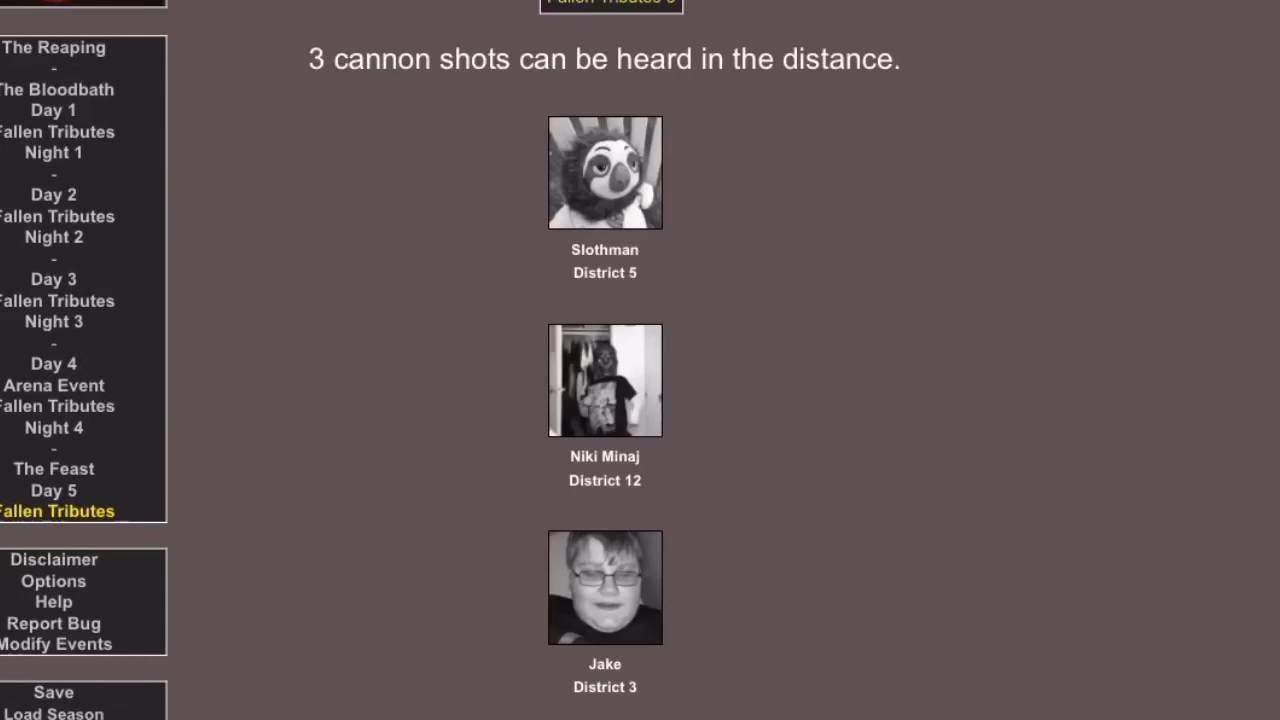 Fallen Tributes 5
The Reaping
-
The Bloodbath
Day 1
Fallen Tributes
Night 1
-
Day 2
Fallen Tributes
Night 2
-
Day 3
Fallen Tributes
Night 3
-
Day 4
Arena Event
Fallen Tributes
Night 4
-
The Feast
Day 5
Fallen Tributes
Disclaimer
Options
Help
Report Bug
Modify Events
Save
Load Season
3 cannon shots can be heard in the distance.
Slothman
District 5
Niki Minaj
District 12
Jake
District 3